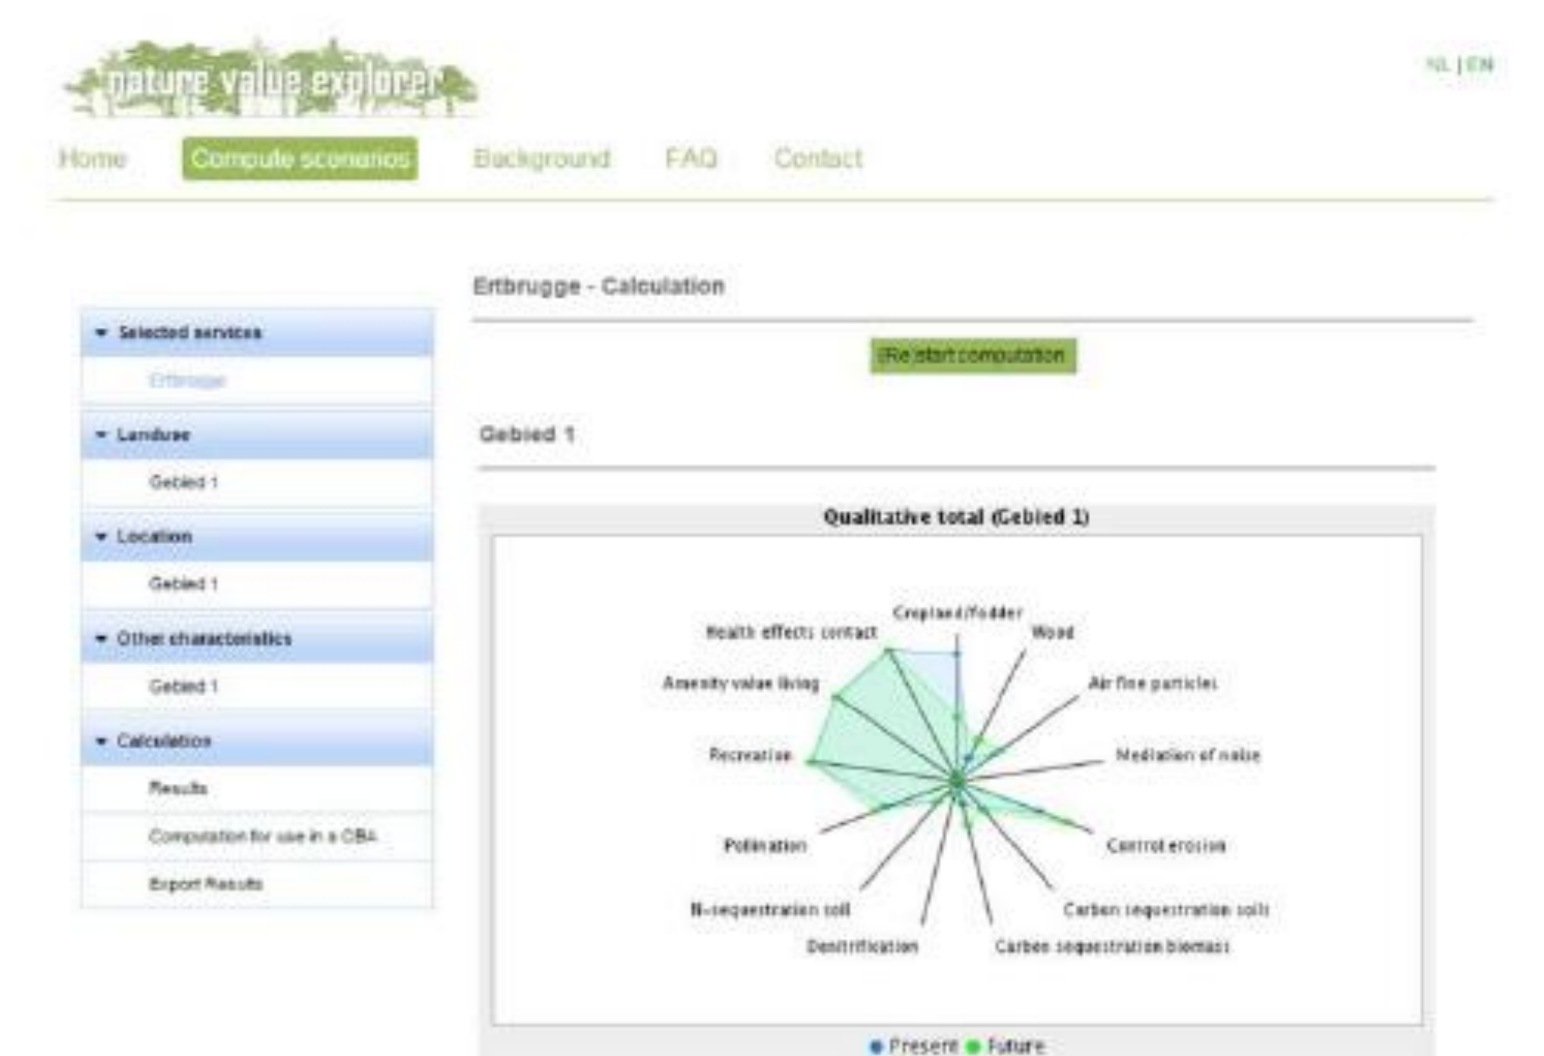 nature value explorer
NL | EN
Home Compute scenarios Background FAQ Contact
Ertbrugge - Calculation
Selected services
(Re)start computation
Ertbrugge
Landuse
Gebied 1
Gebied 1
Qualitative total (Gebied 1)
Location
Gebied 1
Other characteristics
Gebied 1
Calculation
Results
Computation for use in a CBA
Export Results
Cropland/fodder
Health effects contact
Wood
Amenity value living
Air fine particles
Recreation
Mediation of noise
Pollination
Control erosion
N-sequestration soil
Carbon sequestration soils
Denitrification
Carbon sequestration biomass
Present Future